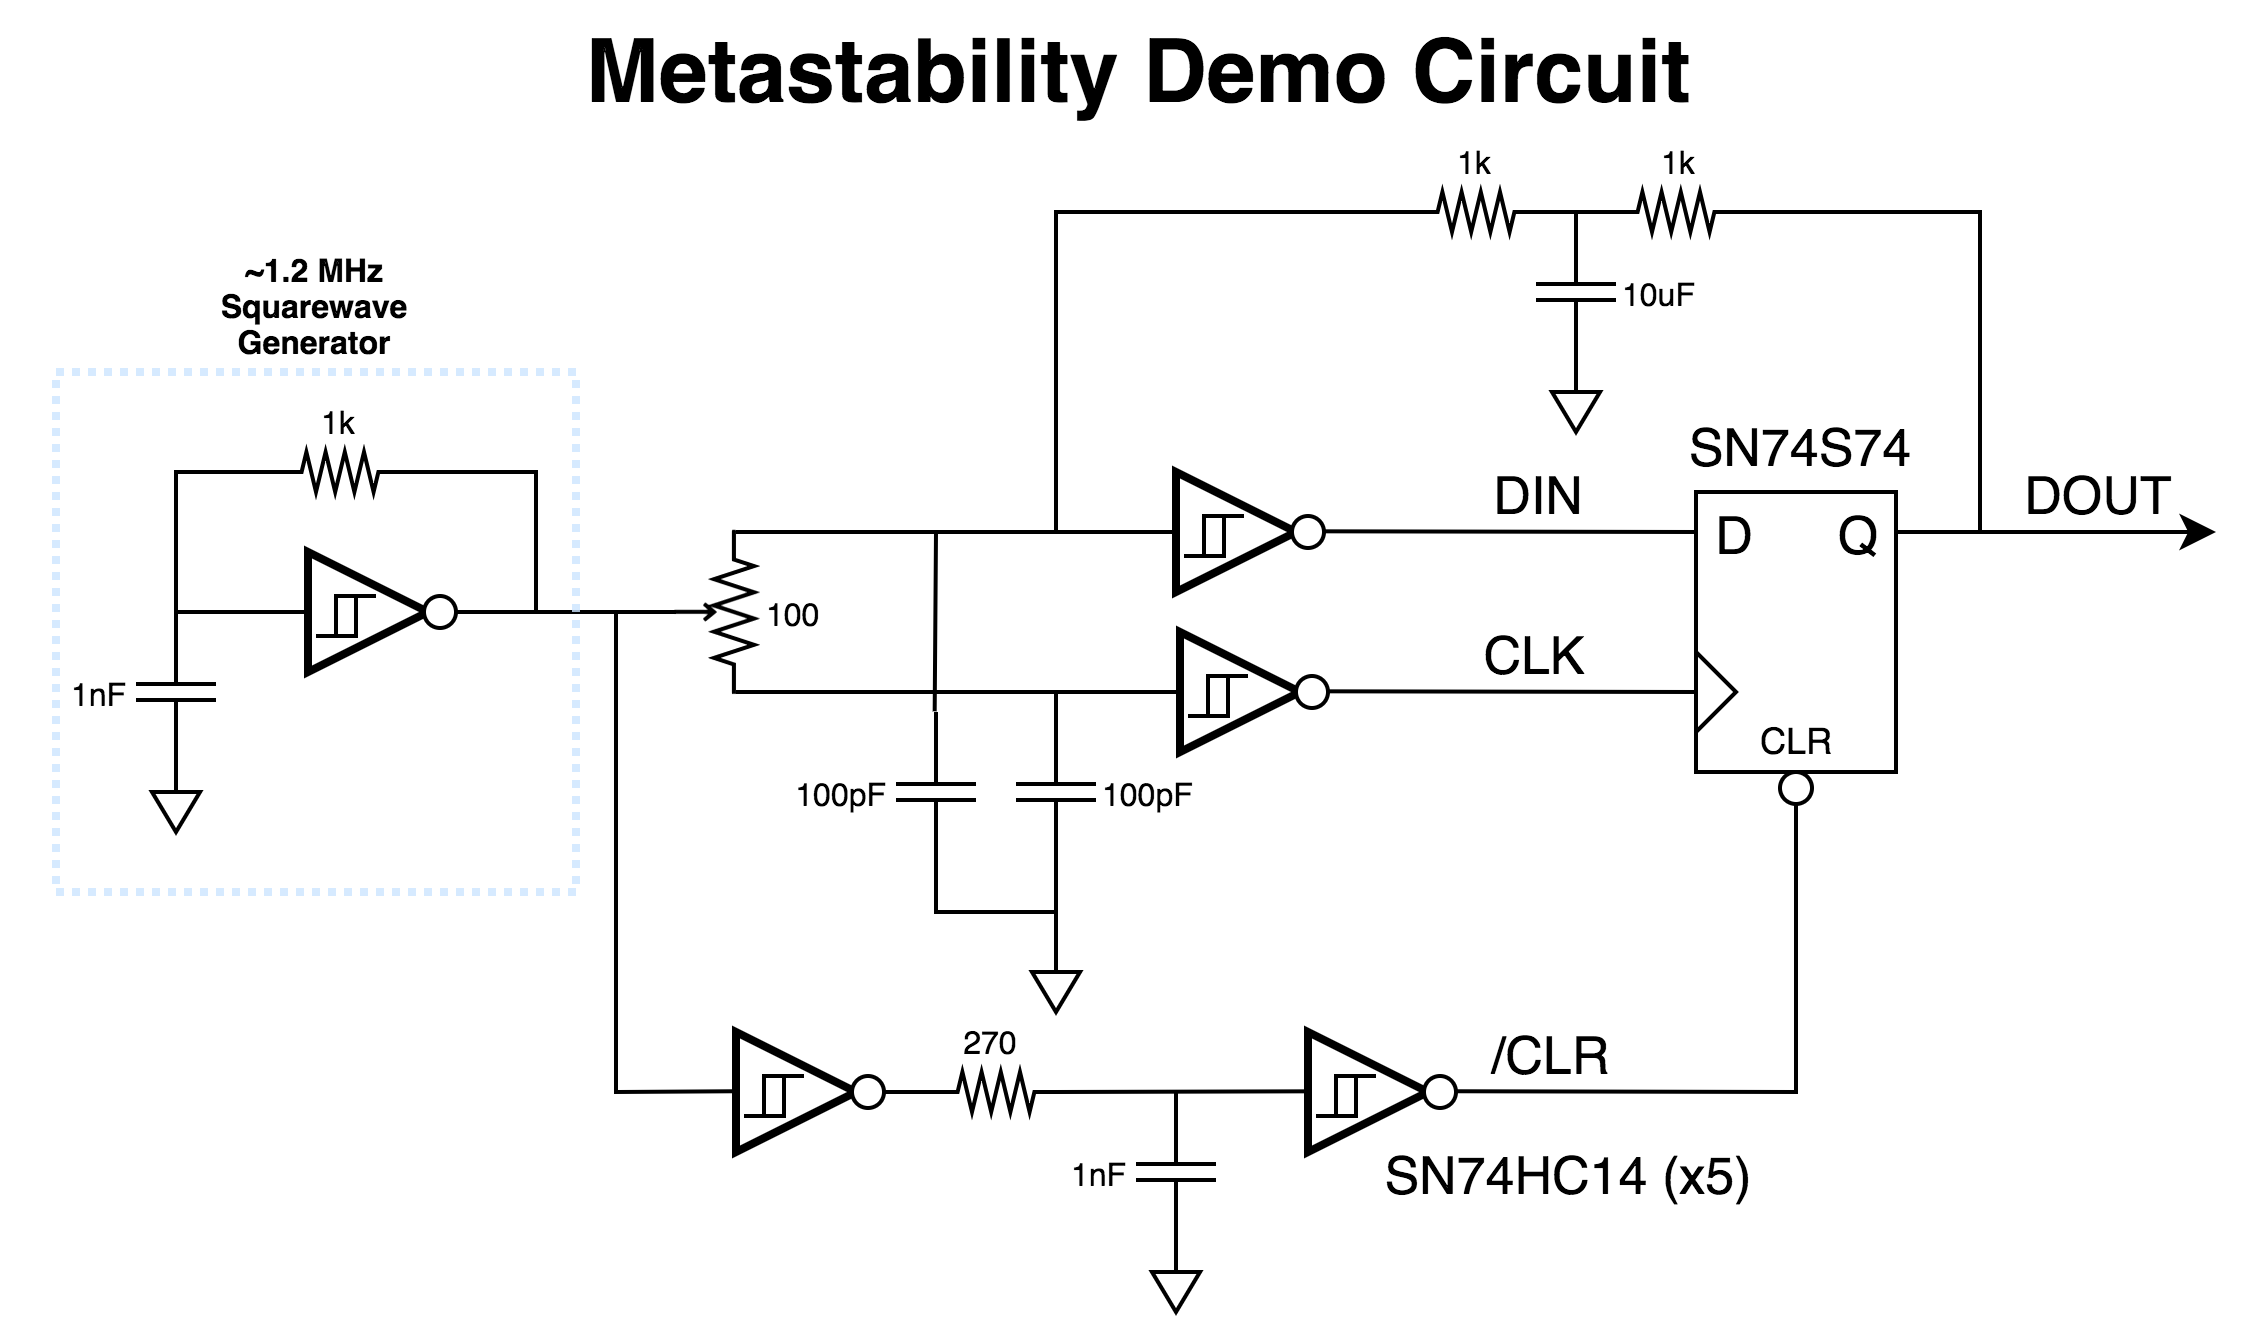 Metastability Demo Circuit
1k
1k
10uF
~1.2 MHz
Squarewave
Generator
1k
1nF
100
100pF
100pF
DIN
CLK
SN74S74
D
Q
CLR
DOUT
270
1nF
/CLR
SN74HC14 (x5)